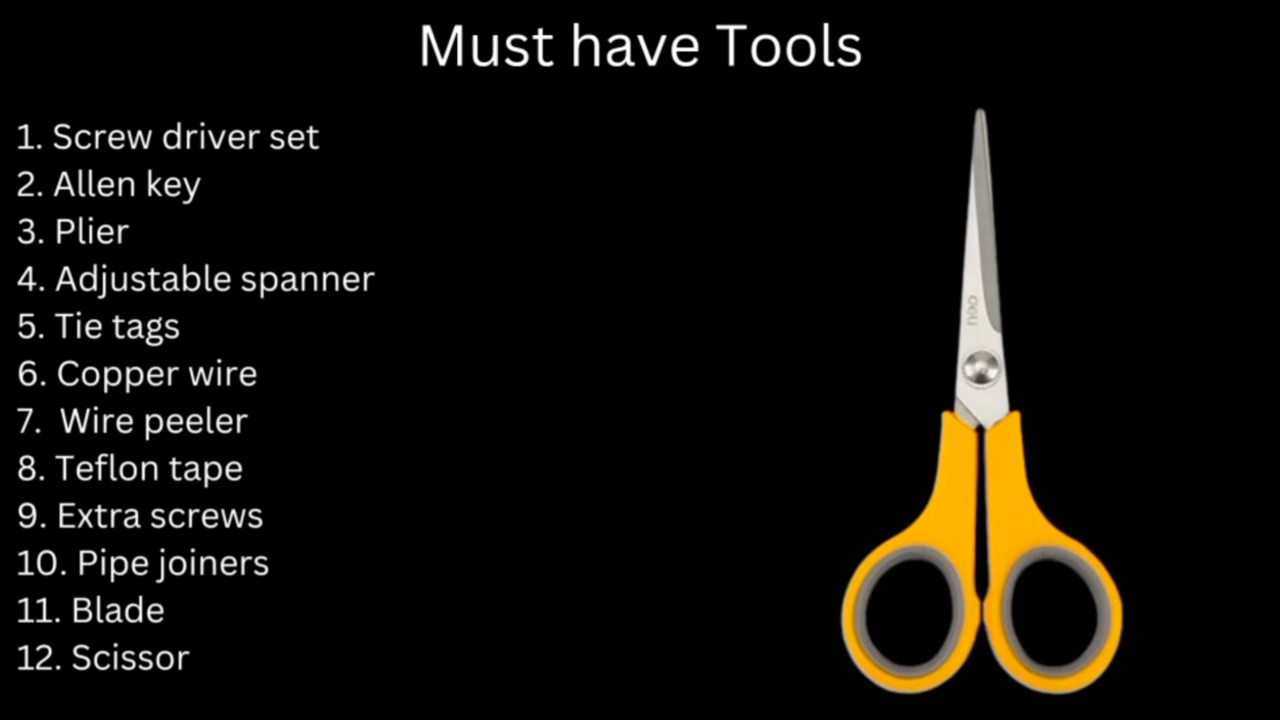 Must have Tools
1. Screw driver set
2. Allen key
3. Plier
4. Adjustable spanner
5. Tie tags
6. Copper wire
7. Wire peeler
8. Teflon tape
9. Extra screws
10. Pipe joiners
11. Blade
12. Scissor